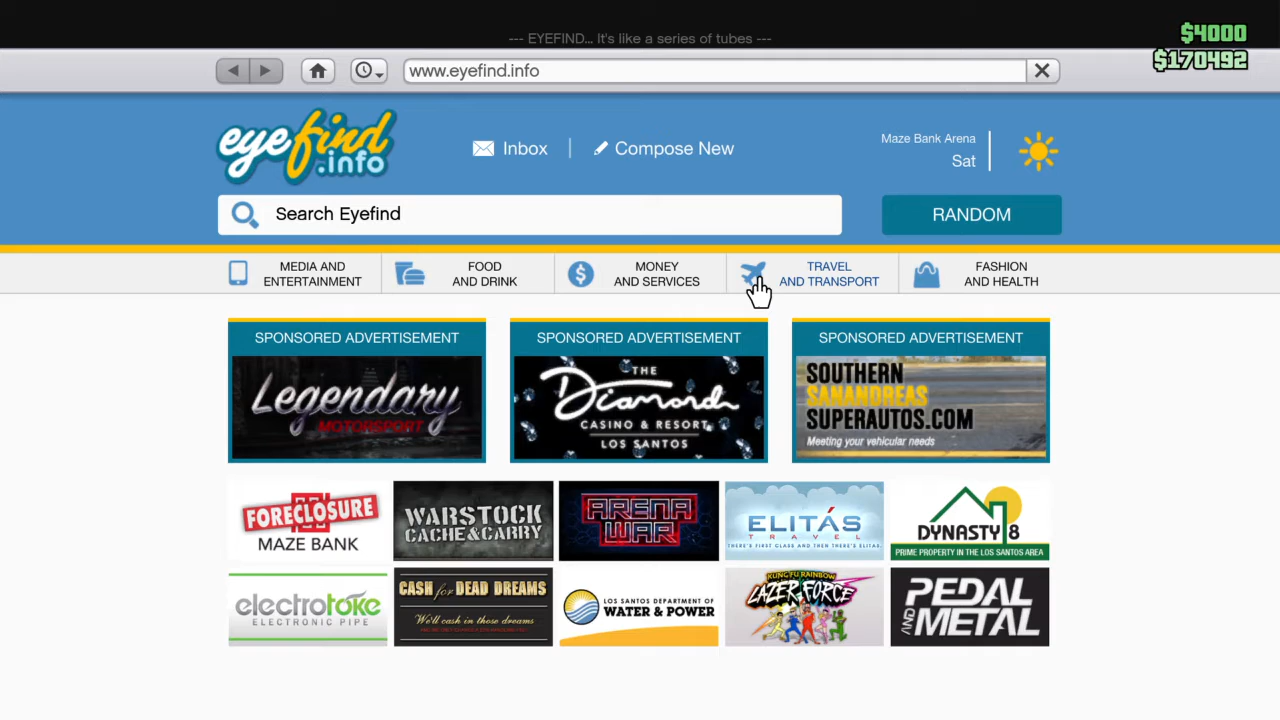 --- EYEFIND... It's like a series of tubes ---
$4000
$170492
www.eyefind.info
eyefind
.info
Inbox
Compose New
Maze Bank Arena
Sat
Search Eyefind
RANDOM
MEDIA AND
ENTERTAINMENT
FOOD
AND DRINK
MONEY
AND SERVICES
TRAVEL
AND TRANSPORT
FASHION
AND HEALTH
SPONSORED ADVERTISEMENT
Legendary
MOTORSPORT
SPONSORED ADVERTISEMENT
THE
Diamond
CASINO & RESORT
LOS SANTOS
SPONSORED ADVERTISEMENT
SOUTHERN
SANANDREAS
SUPERAUTOS.COM
Meeting your vehicular needs
FORECLOSURE
MAZE BANK
WARSTOCK
CACHE & CARRY
ARENA
WAR
ELITÁS
TRAVEL
THERE'S FIRST CLASS AND THEN THERE'S ELITAS.
DYNASTY 8
PRIME PROPERTY IN THE LOS SANTOS AREA
electrotoke
ELECTRONIC PIPE
CASH for DEAD DREAMS
We'll cash in those dreams
LOS SANTOS DEPARTMENT OF
WATER & POWER
KUNG FU RAINBOW
LAZER FORCE
PEDAL
AND METAL